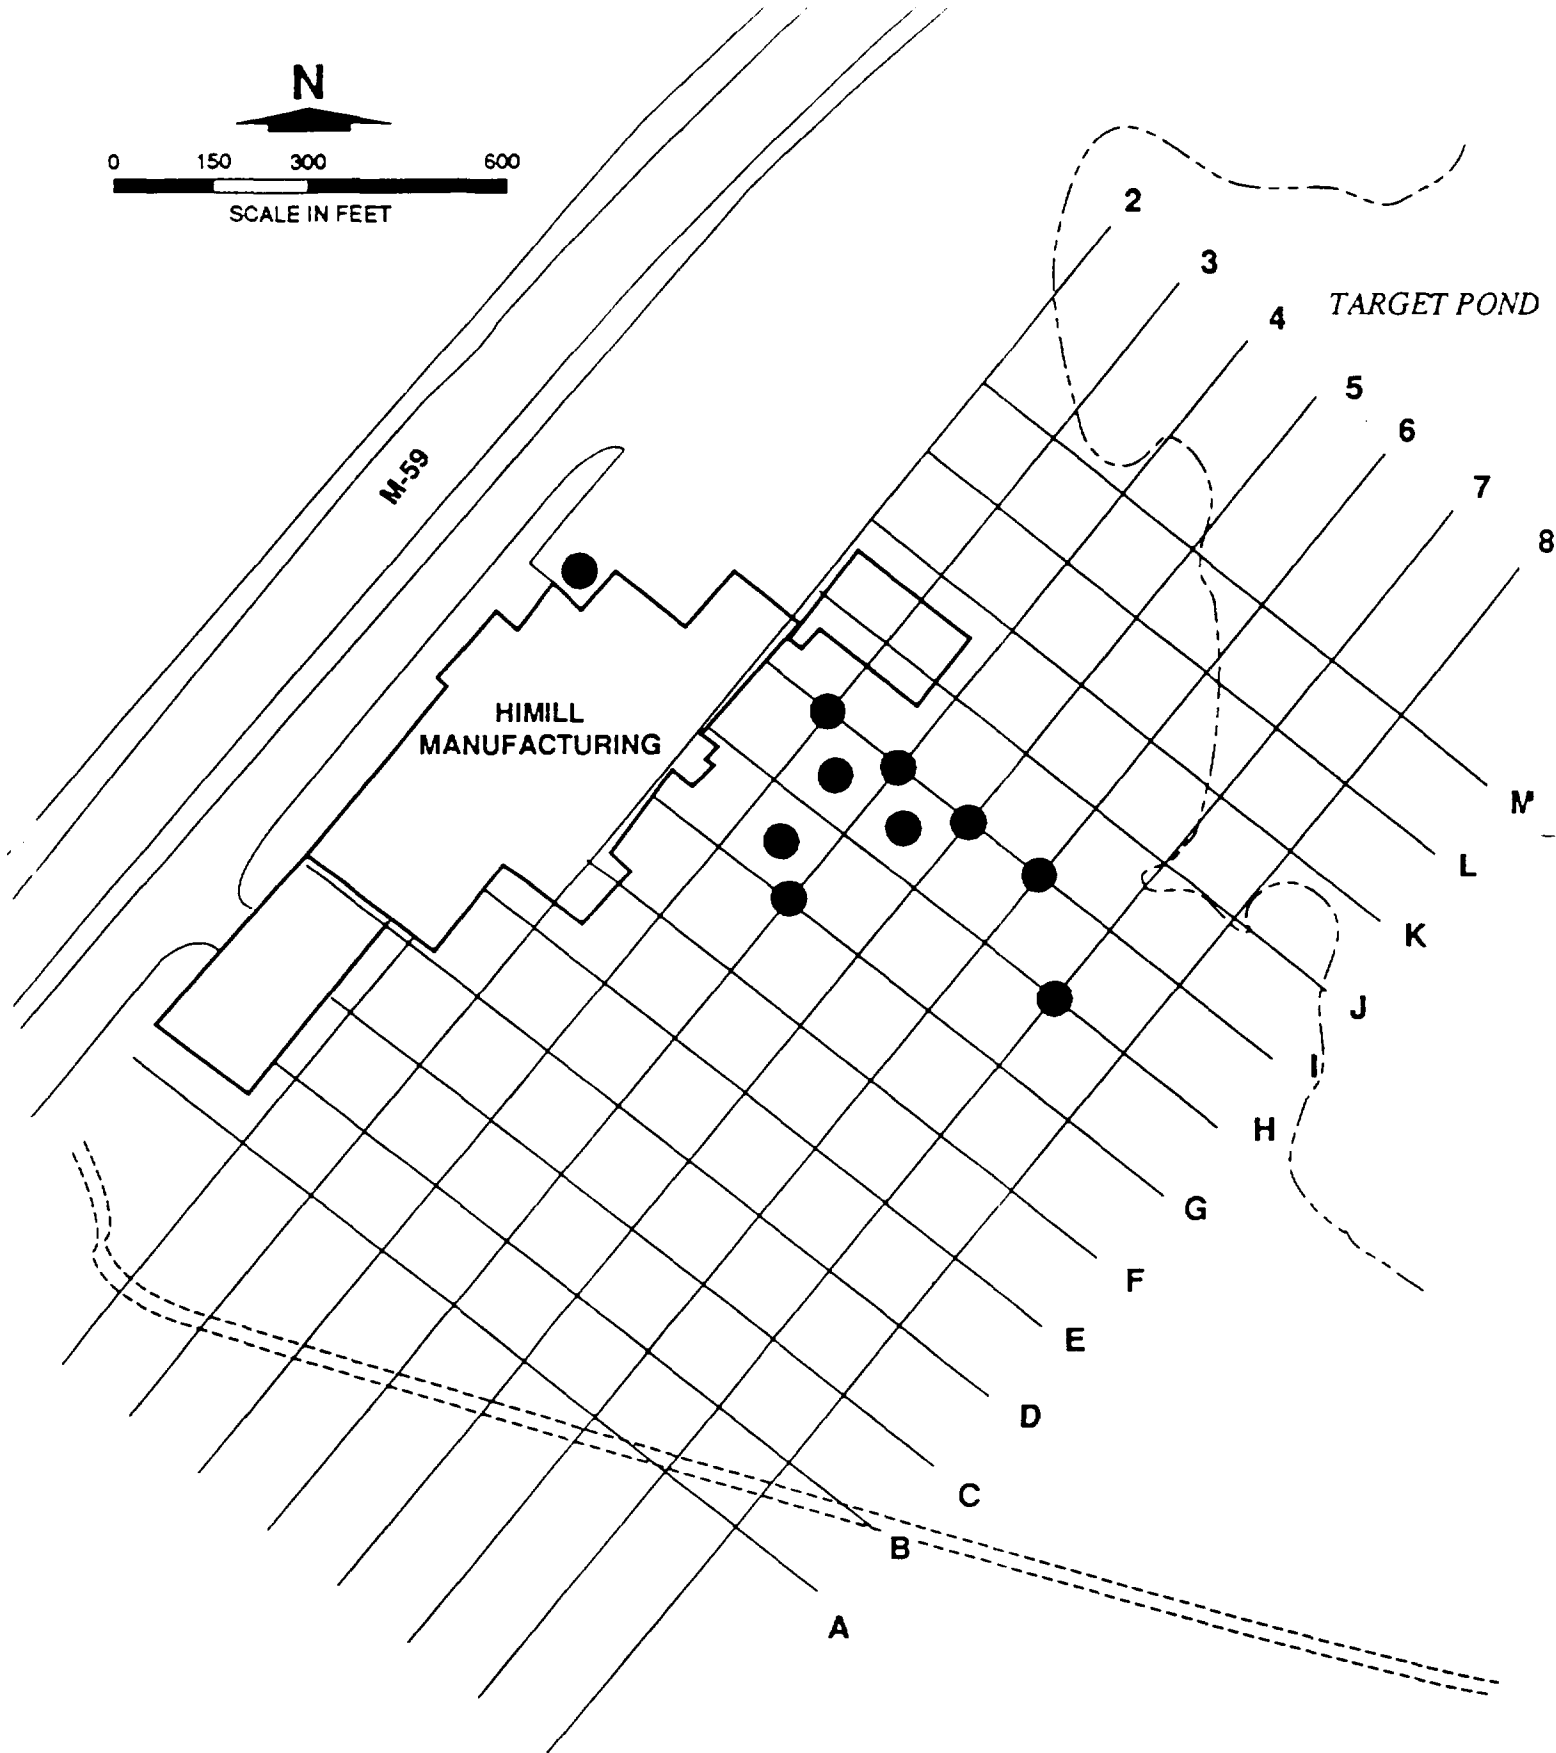 N
0 150 300 600
SCALE IN FEET
2
3
4
TARGET POND
5
6
7
8
M-59
HIMILL
MANUFACTURING
M
L
K
J
I
H
G
F
E
D
C
B
A